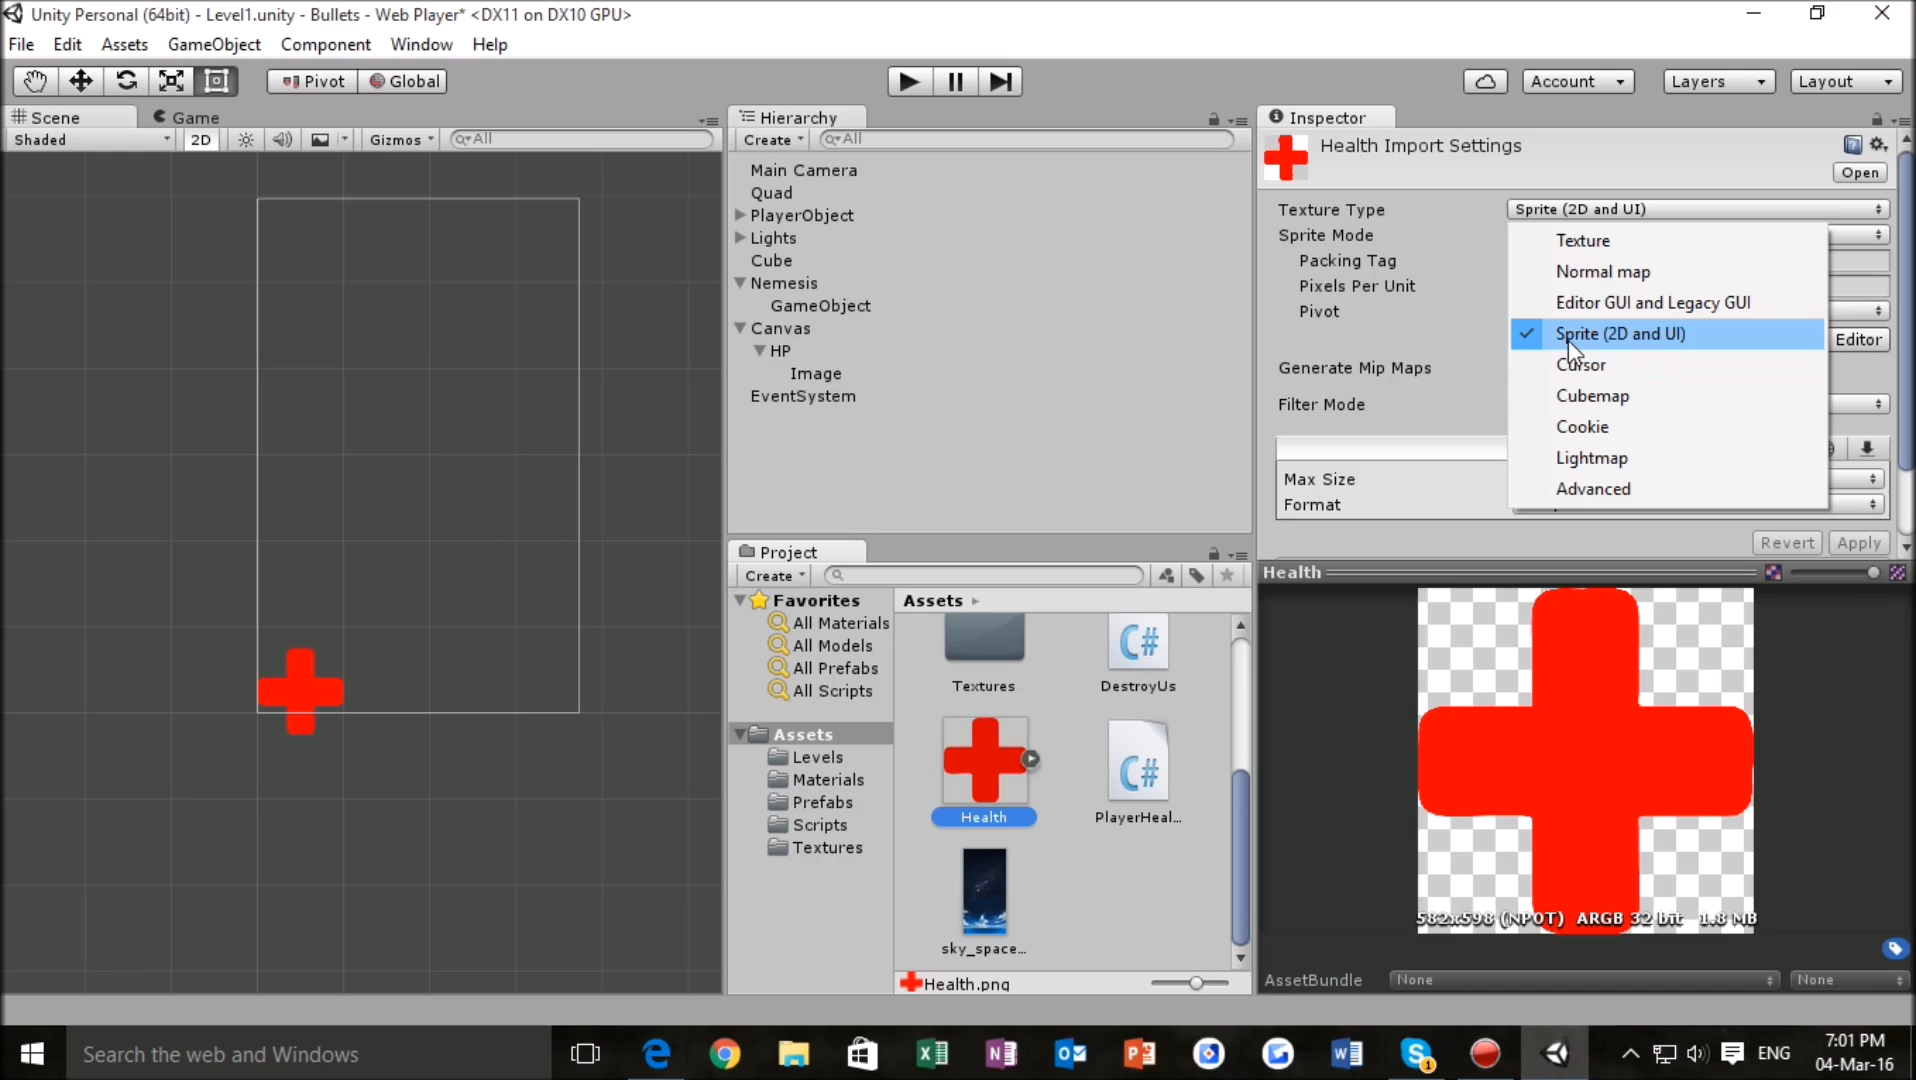 Unity Personal (64bit) - Level1.unity - Bullets - Web Player* <DX11 on DX10 GPU>
File Edit Assets GameObject Component Window Help
Pivot Global Account Layers Layout
Scene Game
Shaded 2D Gizmos All
Hierarchy
Create All
Main Camera
Quad
PlayerObject
Lights
Cube
Nemesis
GameObject
Canvas
HP
Image
EventSystem
Project
Create
Favorites
All Materials
All Models
All Prefabs
All Scripts
Assets
Levels
Materials
Prefabs
Scripts
Textures
Assets
Textures
DestroyUs
C#
Health
C#
PlayerHeal...
sky_space...
Health.png
Inspector
Health Import Settings
Open
Texture Type Sprite (2D and UI)
Sprite Mode
Packing Tag
Pixels Per Unit
Pivot
Editor
Generate Mip Maps
Filter Mode
Max Size
Format
Texture
Normal map
Editor GUI and Legacy GUI
Sprite (2D and UI)
Cursor
Cubemap
Cookie
Lightmap
Advanced
Revert Apply
Health
582x598 (NPOT) ARGB 32 bit 1.8 MB
AssetBundle None None
Search the web and Windows
ENG
7:01 PM
04-Mar-16